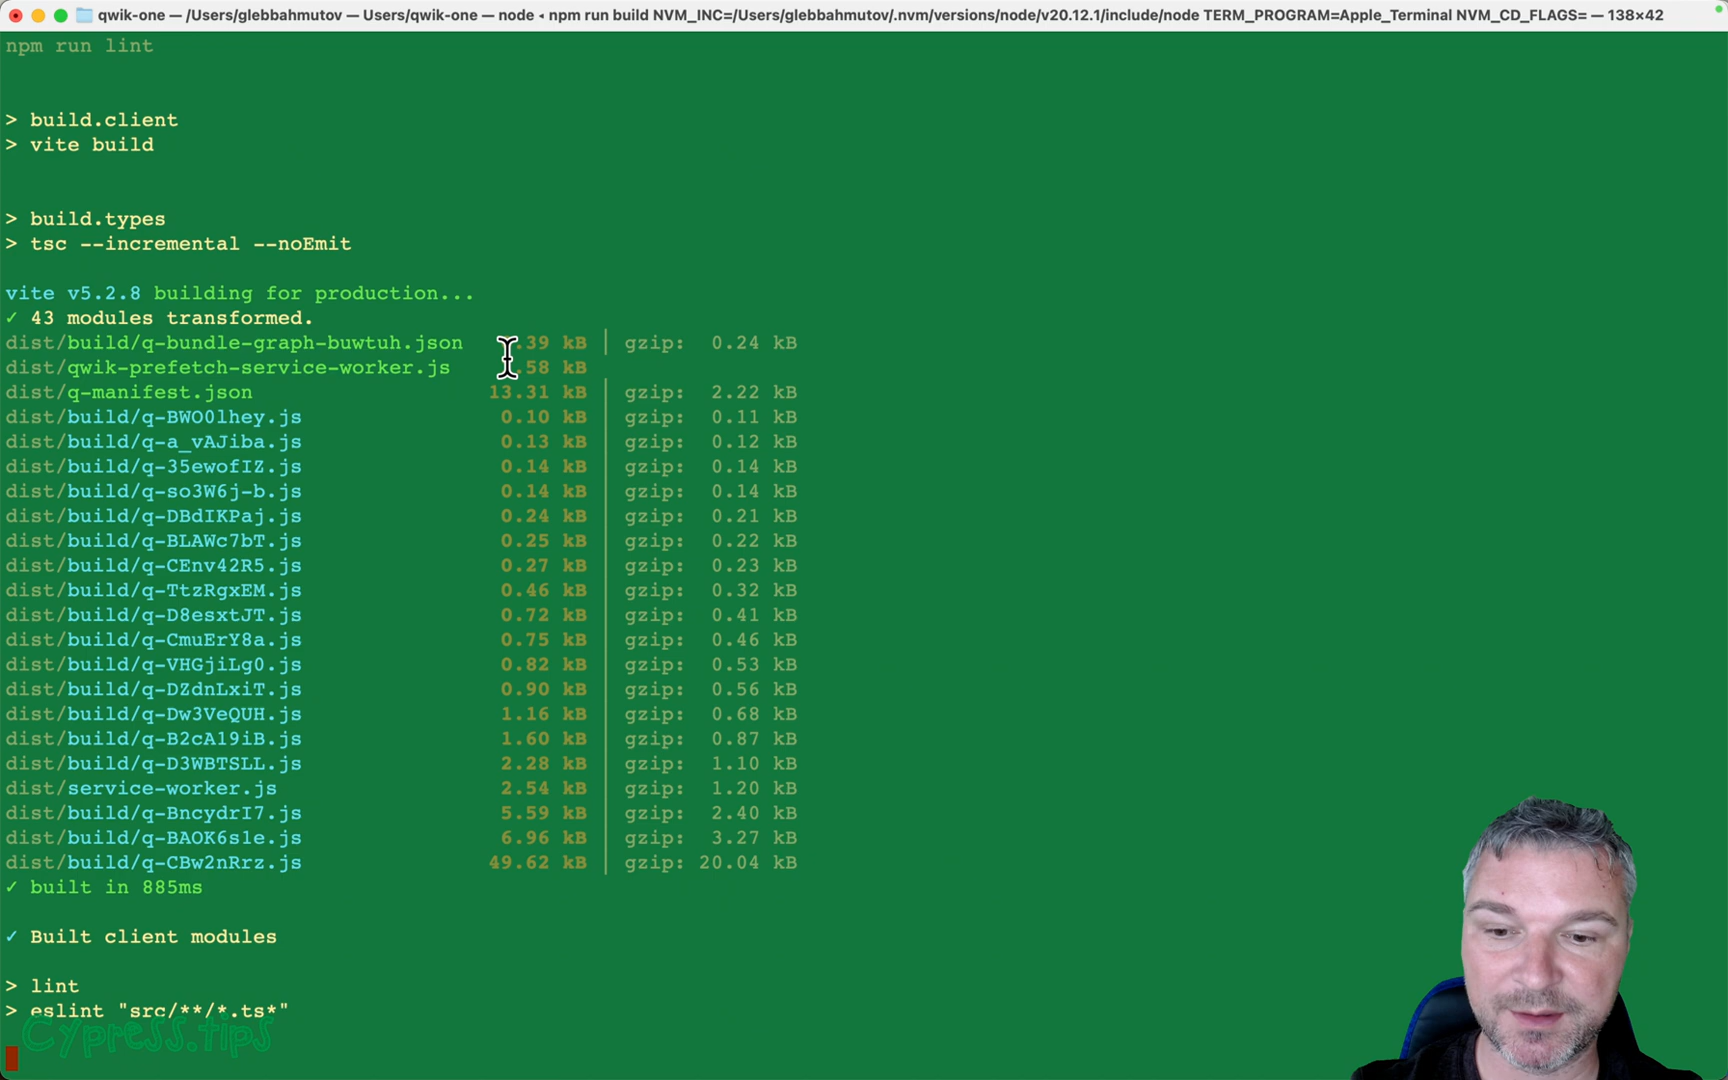 qwik-one — /Users/glebbahmutov — Users/qwik-one — node ◂ npm run build NVM_INC=/Users/glebbahmutov/.nvm/versions/node/v20.12.1/include/node TERM_PROGRAM=Apple_Terminal NVM_CD_FLAGS= — 138×42
npm run lint
> build.client
> vite build
> build.types
> tsc --incremental --noEmit
vite v5.2.8 building for production...
✓ 43 modules transformed.
dist/build/q-bundle-graph-buwtuh.json .39 kB │ gzip: 0.24 kB
dist/qwik-prefetch-service-worker.js .58 kB
dist/q-manifest.json 13.31 kB │ gzip: 2.22 kB
dist/build/q-BWO0lhey.js 0.10 kB │ gzip: 0.11 kB
dist/build/q-a_vAJiba.js 0.13 kB │ gzip: 0.12 kB
dist/build/q-35ewofIZ.js 0.14 kB │ gzip: 0.14 kB
dist/build/q-so3W6j-b.js 0.14 kB │ gzip: 0.14 kB
dist/build/q-DBdIKPaj.js 0.24 kB │ gzip: 0.21 kB
dist/build/q-BLAWc7bT.js 0.25 kB │ gzip: 0.22 kB
dist/build/q-CEnv42R5.js 0.27 kB │ gzip: 0.23 kB
dist/build/q-TtzRgxEM.js 0.46 kB │ gzip: 0.32 kB
dist/build/q-D8esxtJT.js 0.72 kB │ gzip: 0.41 kB
dist/build/q-CmuErY8a.js 0.75 kB │ gzip: 0.46 kB
dist/build/q-VHGjiLg0.js 0.82 kB │ gzip: 0.53 kB
dist/build/q-DZdnLxiT.js 0.90 kB │ gzip: 0.56 kB
dist/build/q-Dw3VeQUH.js 1.16 kB │ gzip: 0.68 kB
dist/build/q-B2cA19iB.js 1.60 kB │ gzip: 0.87 kB
dist/build/q-D3WBTSLL.js 2.28 kB │ gzip: 1.10 kB
dist/service-worker.js 2.54 kB │ gzip: 1.20 kB
dist/build/q-BncydrI7.js 5.59 kB │ gzip: 2.40 kB
dist/build/q-BAOK6s1e.js 6.96 kB │ gzip: 3.27 kB
dist/build/q-CBw2nRrz.js 49.62 kB │ gzip: 20.04 kB
✓ built in 885ms
✓ Built client modules
> lint
> eslint "src/**/*.ts*"
Cypress.tips